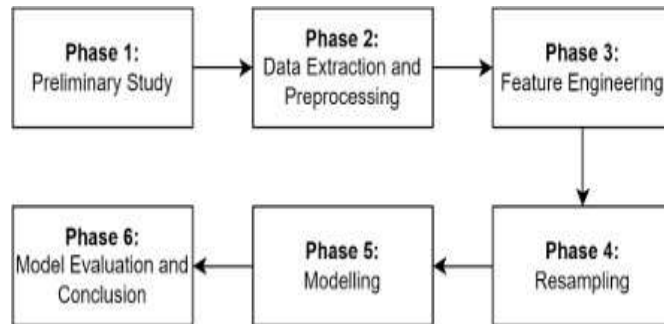 Phase 1:
Preliminary Study
Phase 2:
Data Extraction and
Preprocessing
Phase 3:
Feature Engineering
Phase 4:
Resampling
Phase 5:
Modelling
Phase 6:
Model Evaluation and
Conclusion